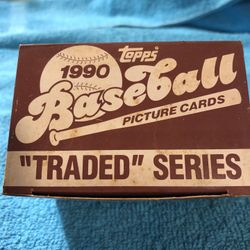 topps
1990
Baseball
PICTURE CARDS
"TRADED" SERIES